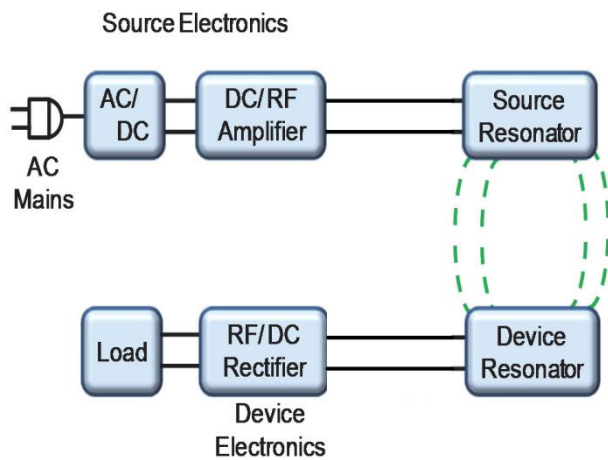 Source Electronics
AC/
DC
DC/RF
Amplifier
Source
Resonator
AC
Mains
Load
RF/DC
Rectifier
Device
Resonator
Device
Electronics